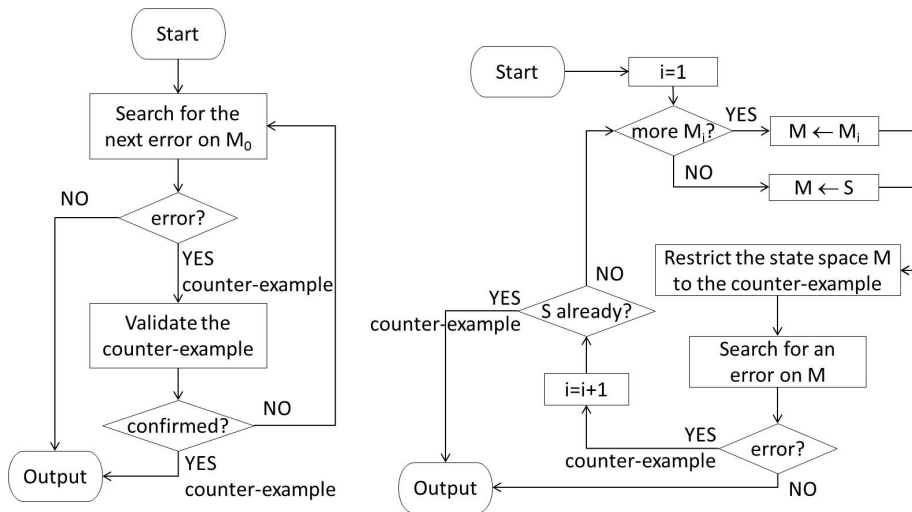 Start
Search for the
next error on M₀
NO
error?
YES
counter-example
Validate the
counter-example
confirmed?
NO
YES
Output
counter-example
Start
i=1
more Mᵢ?
YES
M ← Mᵢ
NO
M ← S
Restrict the state space M
to the counter-example
NO
YES
counter-example
S already?
Search for an
error on M
i=i+1
YES
counter-example
error?
Output
NO